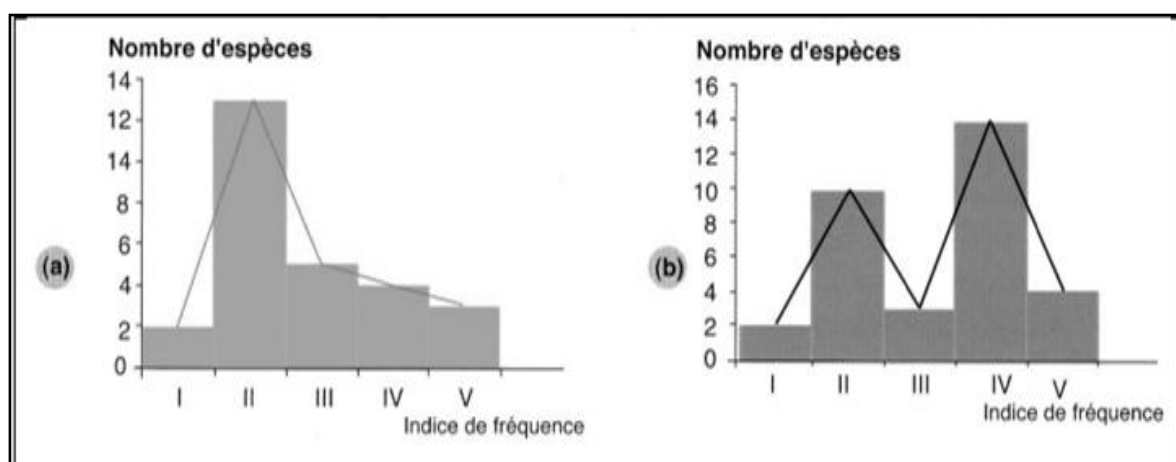 Nombre d'espèces
14
12
14
8
6
4
2
0
(a)
I II III IV V
Indice de fréquence
Nombre d'espèces
16
14
12
10
8
6
4
2
0
(b)
I II III IV V
Indice de fréquence